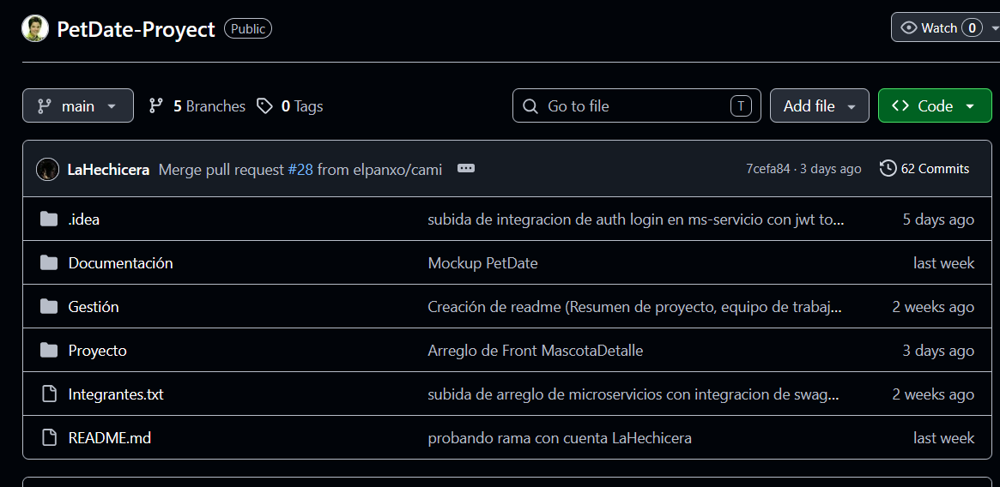 PetDate-Proyect Public Watch 0
main 5 Branches 0 Tags Go to file T Add file Code
LaHechicera Merge pull request #28 from elpanxo/cami 7cefa84 · 3 days ago 62 Commits
.idea subida de integracion de auth login en ms-servicio con jwt to... 5 days ago
Documentación Mockup PetDate last week
Gestión Creación de readme (Resumen de proyecto, equipo de trabaj... 2 weeks ago
Proyecto Arreglo de Front MascotaDetalle 3 days ago
Integrantes.txt subida de arreglo de microservicios con integracion de swag... 2 weeks ago
README.md probando rama con cuenta LaHechicera last week